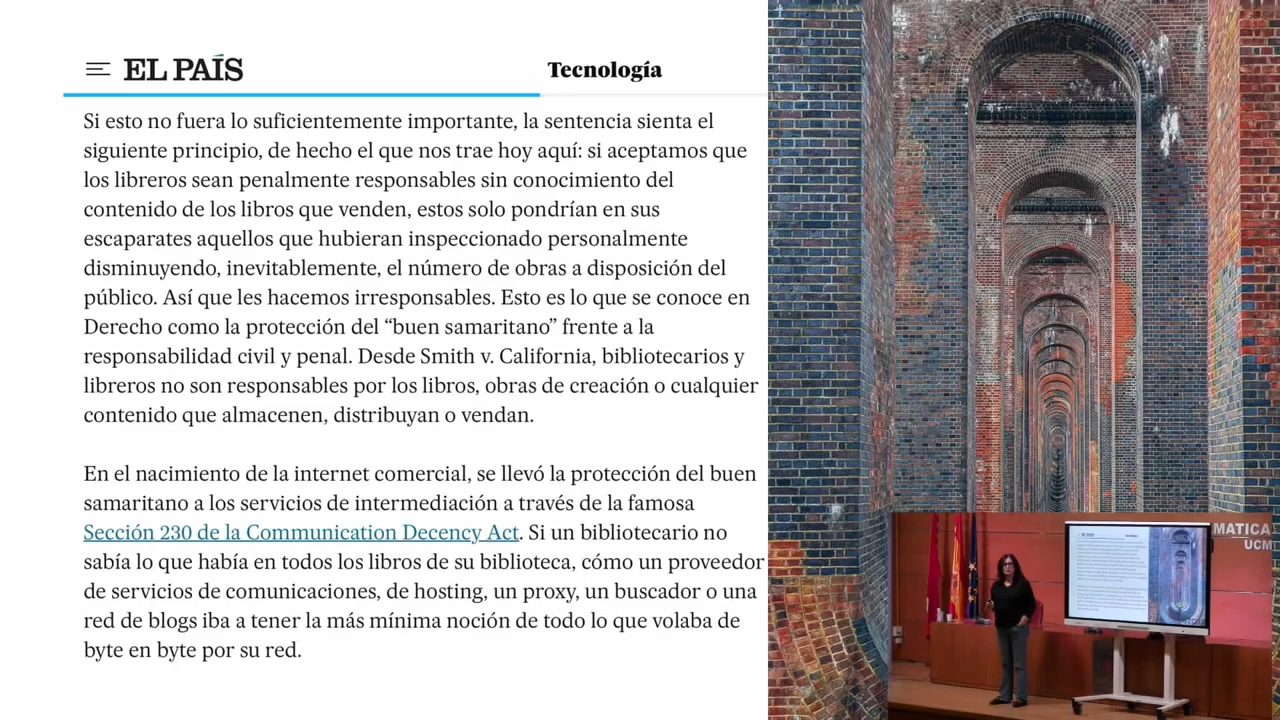 EL PAÍS
Tecnología
Si esto no fuera lo suficientemente importante, la sentencia sienta el
siguiente principio, de hecho el que nos trae hoy aquí: si aceptamos que
los libreros sean penalmente responsables sin conocimiento del
contenido de los libros que venden, estos solo pondrían en sus
escaparates aquellos que hubieran inspeccionado personalmente
disminuyendo, inevitablemente, el número de obras a disposición del
público. Así que les hacemos irresponsables. Esto es lo que se conoce en
Derecho como la protección del “buen samaritano” frente a la
responsabilidad civil y penal. Desde Smith v. California, bibliotecarios y
libreros no son responsables por los libros, obras de creación o cualquier
contenido que almacenen, distribuyan o vendan.
En el nacimiento de la internet comercial, se llevó la protección del buen
samaritano a los servicios de intermediación a través de la famosa
Sección 230 de la Communication Decency Act. Si un bibliotecario no
sabía lo que había en todos los libros de su biblioteca, cómo un proveedor
de servicios de comunicaciones, de hosting, un proxy, un buscador o una
red de blogs iba a tener la más mínima noción de todo lo que volaba de
byte en byte por su red.
MATICA
UCM